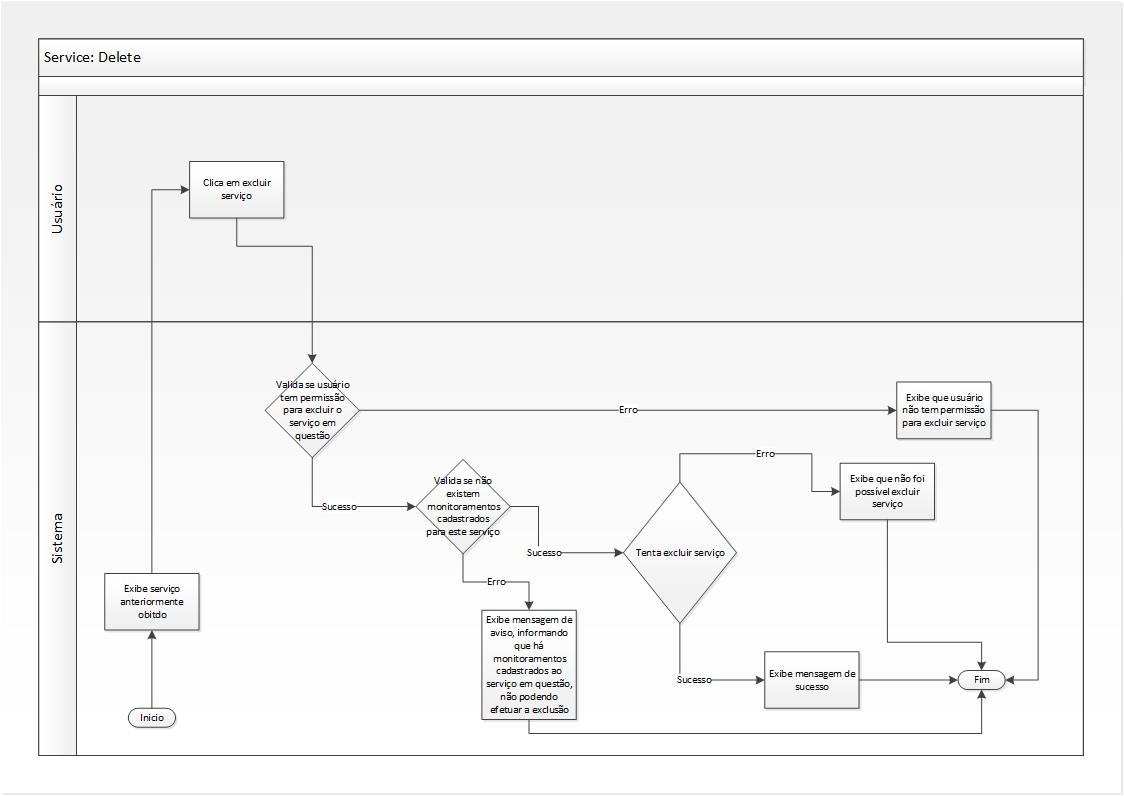 Service: Delete
Usuário
Clica em excluir
serviço
Sistema
Valida se usuário
tem permissão
para excluir o
serviço em
questão
Erro
Exibe que usuário
não tem permissão
para excluir serviço
Sucesso
Valida se não
existem
monitoramentos
cadastrados
para este serviço
Sucesso
Erro
Tenta excluir serviço
Erro
Exibe que não foi
possível excluir
serviço
Exibe serviço
anteriormente
obitdo
Exibe mensagem de
aviso, informando
que há
monitoramentos
cadastrados ao
serviço em questão,
não podendo
efetuar a exclusão
Sucesso
Exibe mensagem de
sucesso
Fim
Inicio